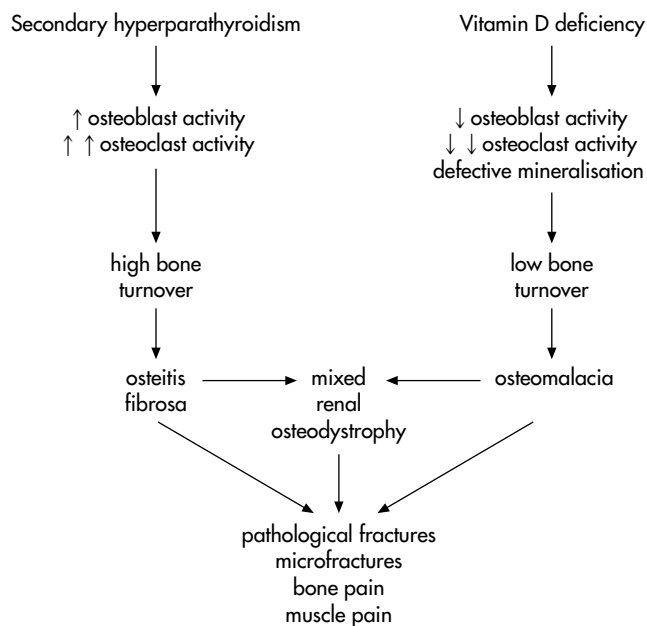 Secondary hyperparathyroidism
↑ osteoblast activity
↑ ↑ osteoclast activity
high bone
turnover
osteitis
fibrosa
Vitamin D deficiency
↓ osteoblast activity
↓ ↓ osteoclast activity
defective mineralisation
low bone
turnover
osteomalacia
mixed
renal
osteodystrophy
pathological fractures
microfractures
bone pain
muscle pain